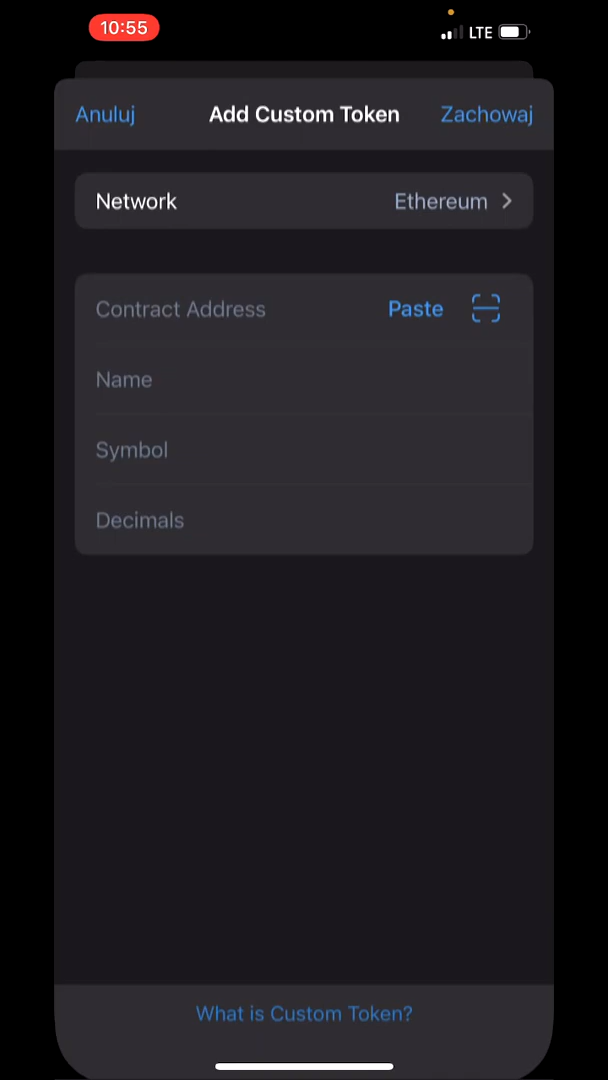 10:55 LTE
Anuluj Add Custom Token Zachowaj
Network Ethereum
Contract Address Paste
Name
Symbol
Decimals
What is Custom Token?